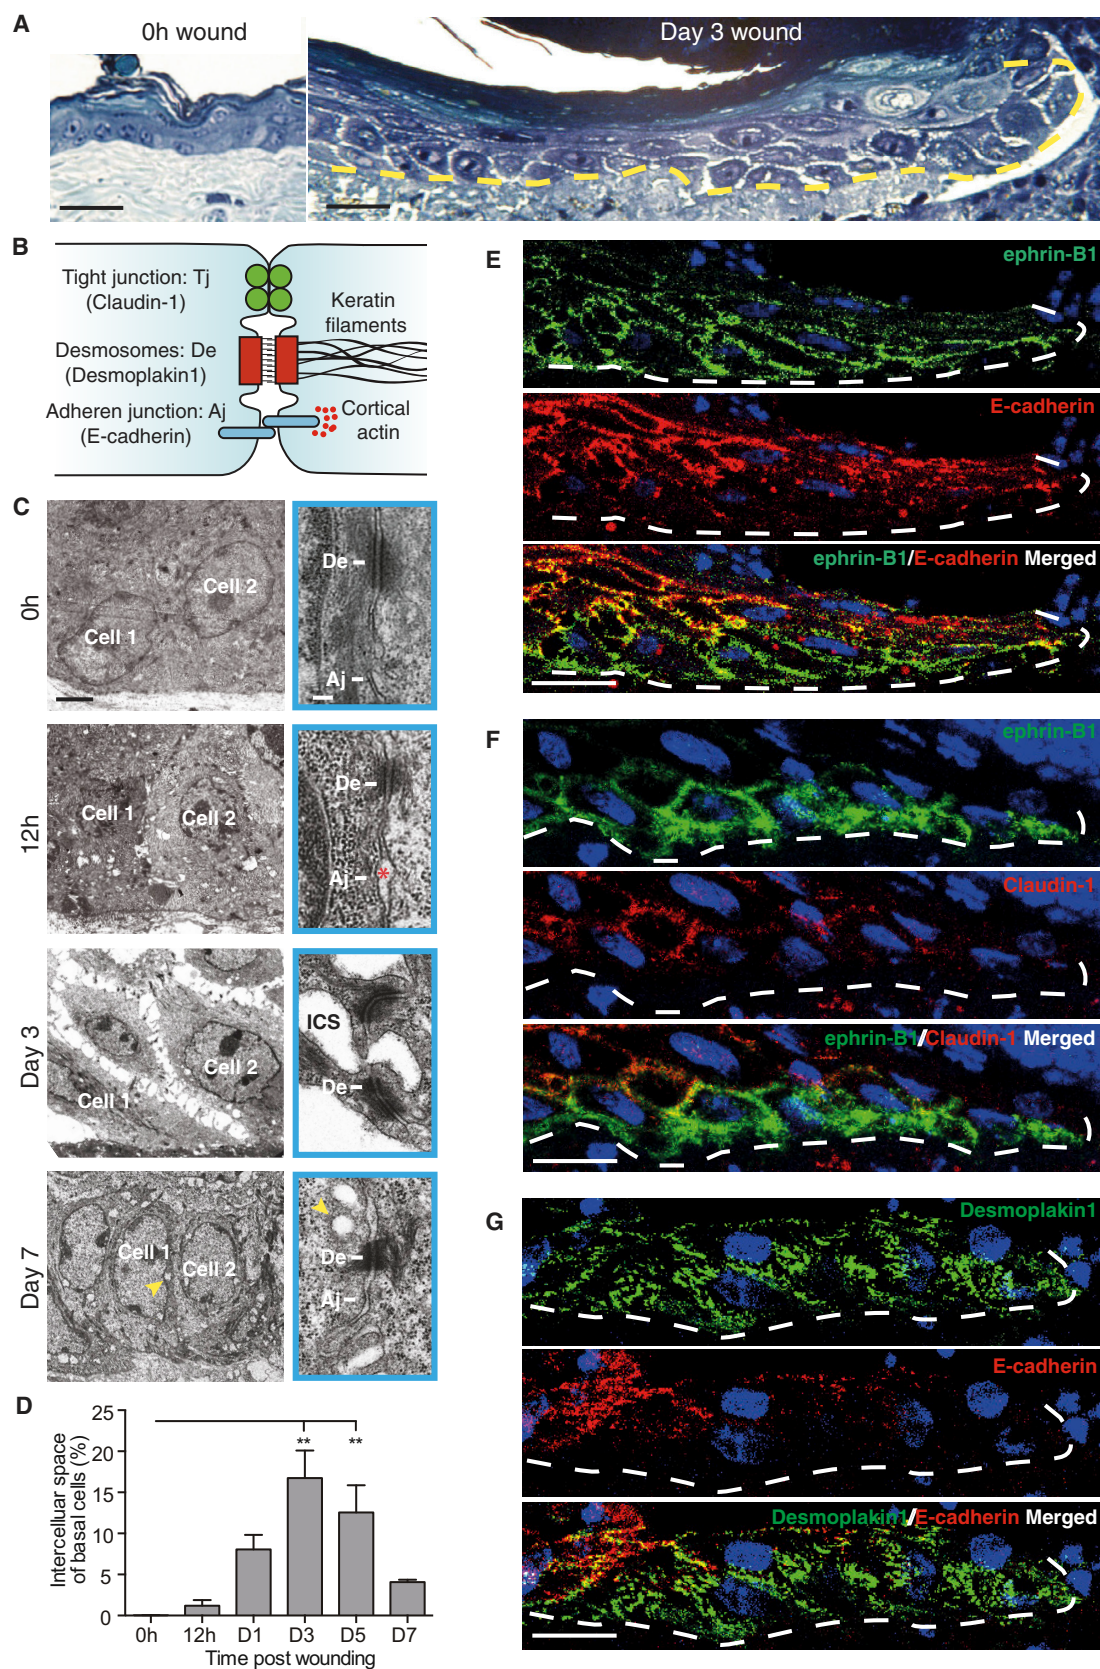 A
0h wound
Day 3 wound
B
Tight junction: Tj
(Claudin-1)
Keratin
filaments
Desmosomes: De
(Desmoplakin1)
Adheren junction: Aj
(E-cadherin)
Cortical
actin
C
0h
Cell 1
Cell 2
De
Aj
12h
Cell 1
Cell 2
De
Aj
*
Day 3
Cell 1
Cell 2
ICS
De
Day 7
Cell 1
Cell 2
De
Aj
D
Intercelluar space
of basal cells (%)
25
20
15
10
5
0
**
**
0h 12h D1 D3 D5 D7
Time post wounding
E
ephrin-B1
E-cadherin
ephrin-B1/E-cadherin Merged
F
ephrin-B1
Claudin-1
ephrin-B1/Claudin-1 Merged
G
Desmoplakin1
E-cadherin
Desmoplakin1/E-cadherin Merged